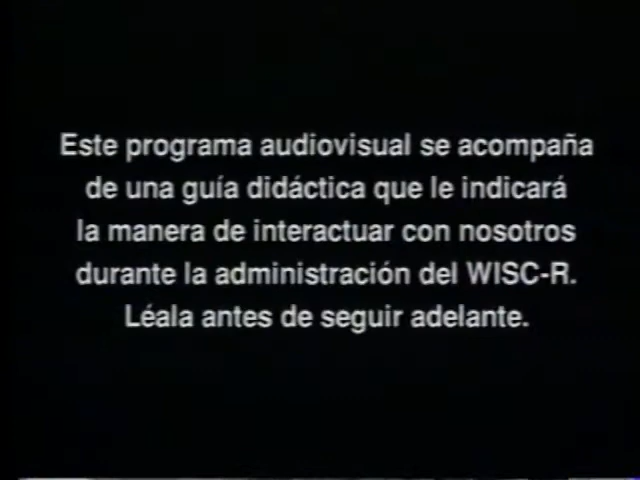 Este programa audiovisual se acompaña
de una guía didáctica que le indicará
la manera de interactuar con nosotros
durante la administración del WISC-R.
Léala antes de seguir adelante.